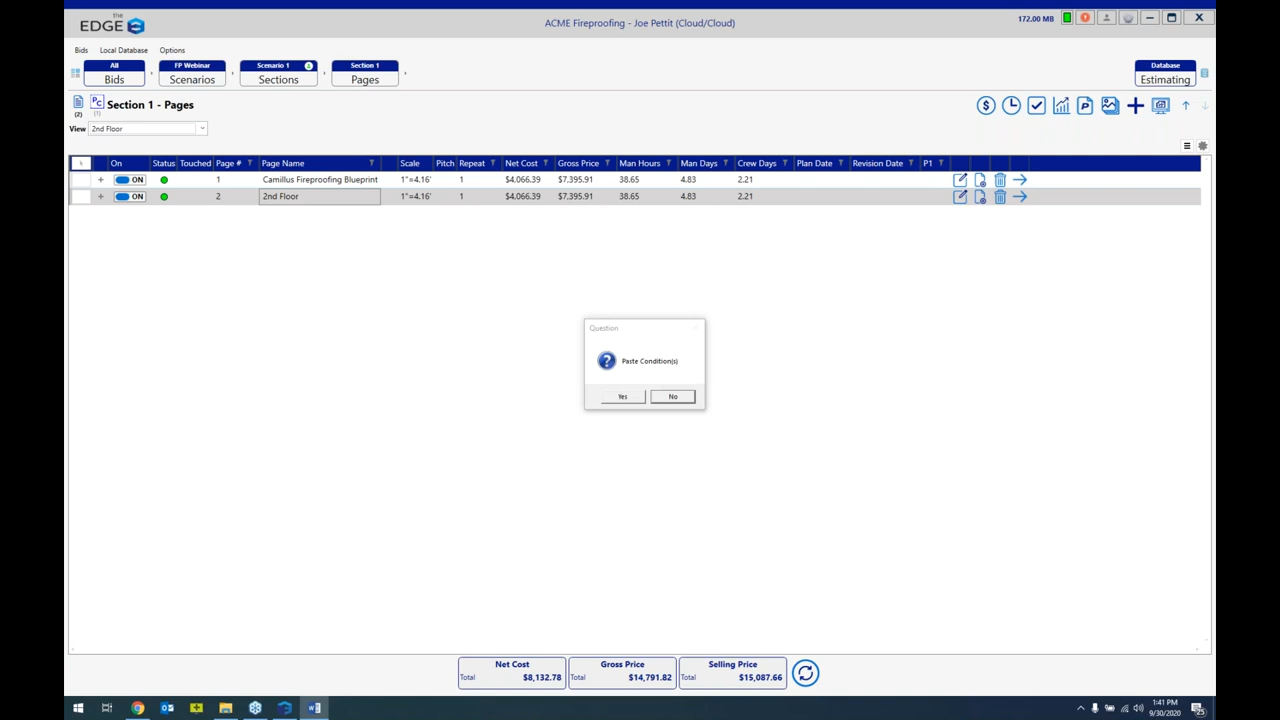 the
EDGE
ACME Fireproofing - Joe Pettit (Cloud/Cloud)
172.00 MB
Bids Local Database Options
All
Bids
FP Webinar
Scenarios
Scenario 1
Sections
Section 1
Pages
Database
Estimating
(2)
PC
(1)
Section 1 - Pages
View 2nd Floor
On Status Touched Page # Page Name Scale Pitch Repeat Net Cost Gross Price Man Hours Man Days Crew Days Plan Date Revision Date P1
+ ON 1 Camillus Fireproofing Blueprint 1"=4.16' 1 $4,066.39 $7,395.91 38.65 4.83 2.21
+ ON 2 2nd Floor 1"=4.16' 1 $4,066.39 $7,395.91 38.65 4.83 2.21
Question
Paste Condition(s)
Yes No
Net Cost
Total $8,132.78
Gross Price
Total $14,791.82
Selling Price
Total $15,087.66
1:41 PM
9/30/2020
25